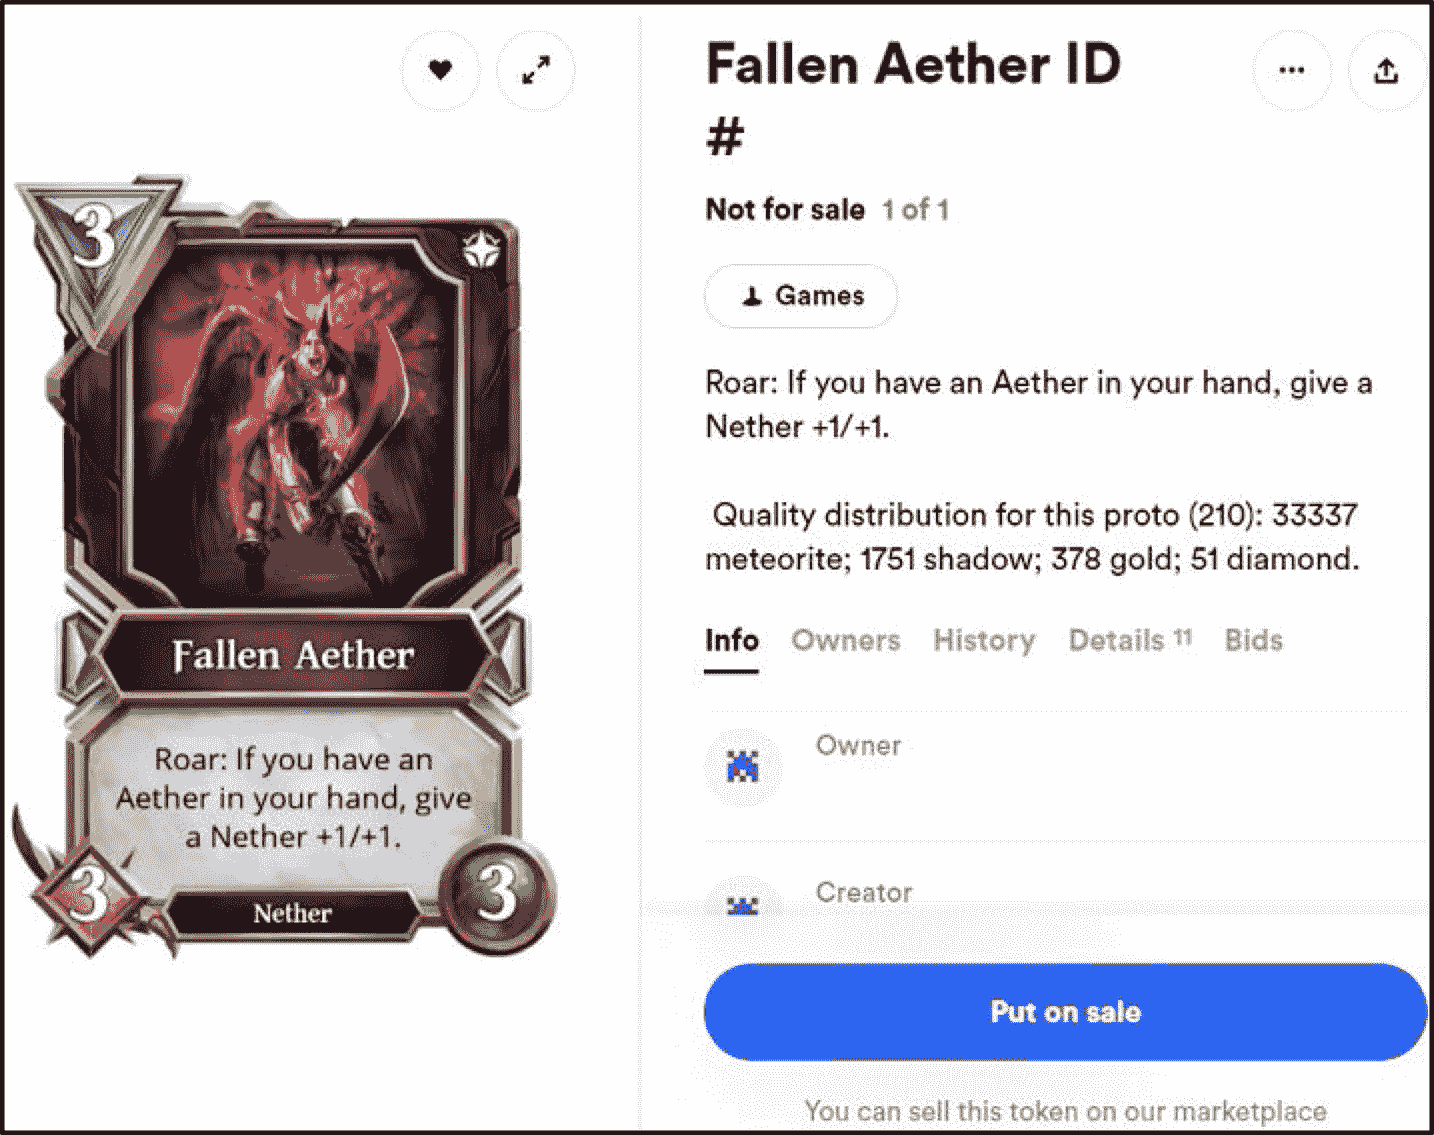 3
Fallen Aether
Roar: If you have an
Aether in your hand, give
a Nether +1/+1.
3
Nether
3
Fallen Aether ID
#
Not for sale 1 of 1
Games
Roar: If you have an Aether in your hand, give a
Nether +1/+1.
Quality distribution for this proto (210): 33337
meteorite; 1751 shadow; 378 gold; 51 diamond.
Info Owners History Details 11 Bids
Owner
Creator
Put on sale
You can sell this token on our marketplace